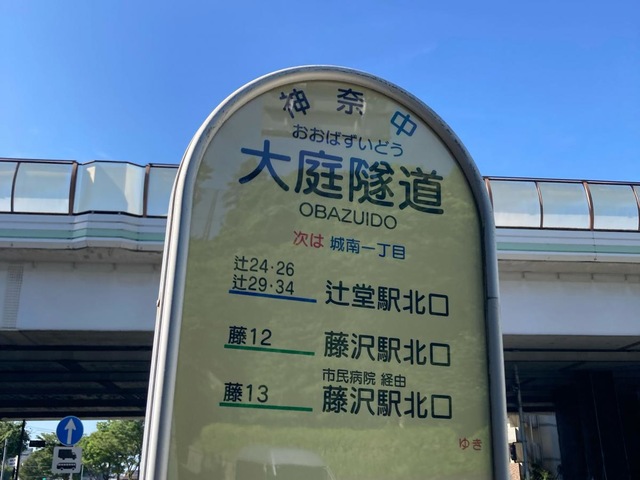 神奈中
おおばずいどう
大庭隧道
OBAZUIDO
次は 城南一丁目
辻24・26
辻29・34
辻堂駅北口
藤12 藤沢駅北口
市民病院 経由
藤13 藤沢駅北口
ゆき